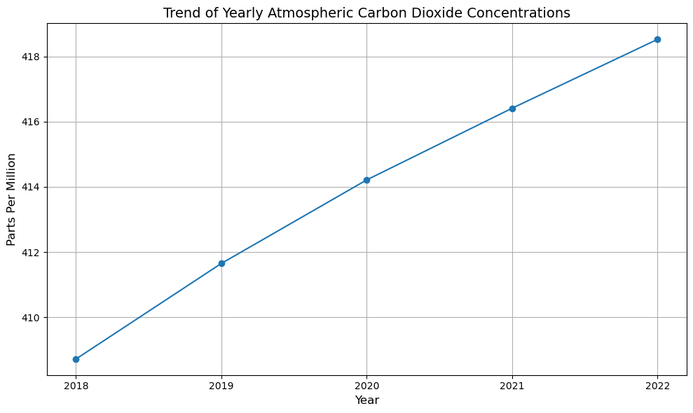 Trend of Yearly Atmospheric Carbon Dioxide Concentrations
418
416
414
412
410
Parts Per Million
2018 2019 2020 2021 2022
Year